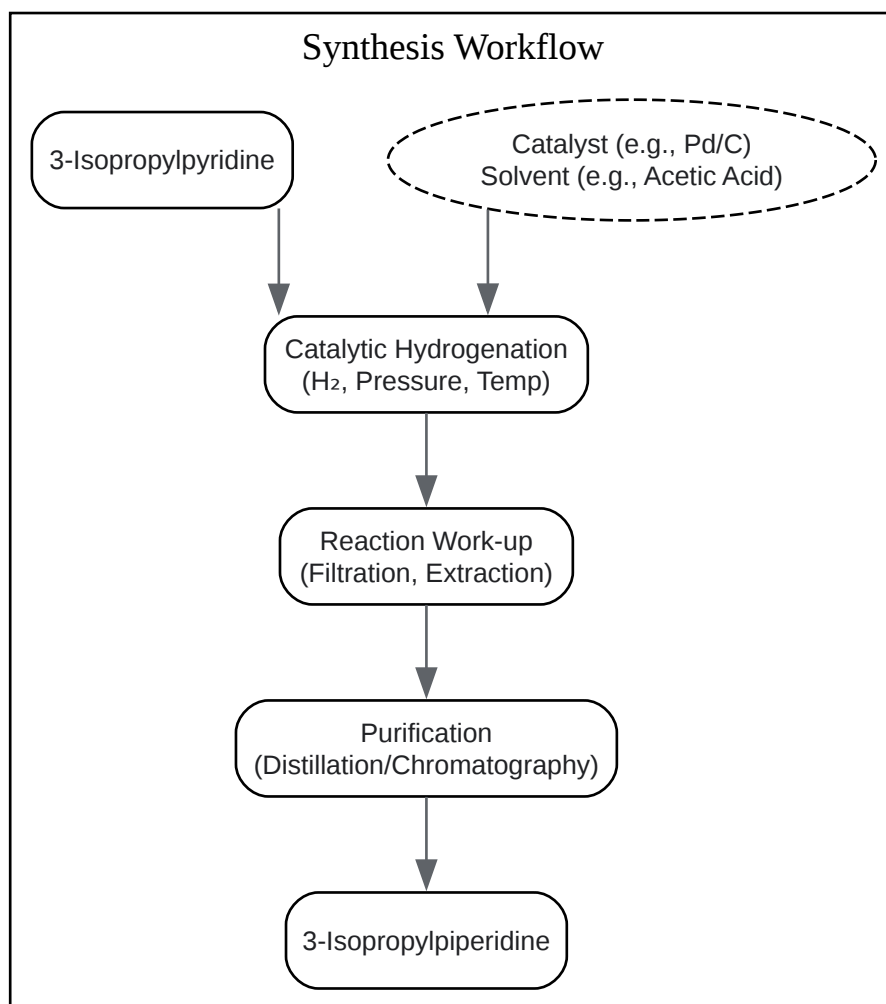 Synthesis Workflow
3-Isopropylpyridine
Catalyst (e.g., Pd/C)
Solvent (e.g., Acetic Acid)
Catalytic Hydrogenation
(H₂, Pressure, Temp)
Reaction Work-up
(Filtration, Extraction)
Purification
(Distillation/Chromatography)
3-Isopropylpiperidine